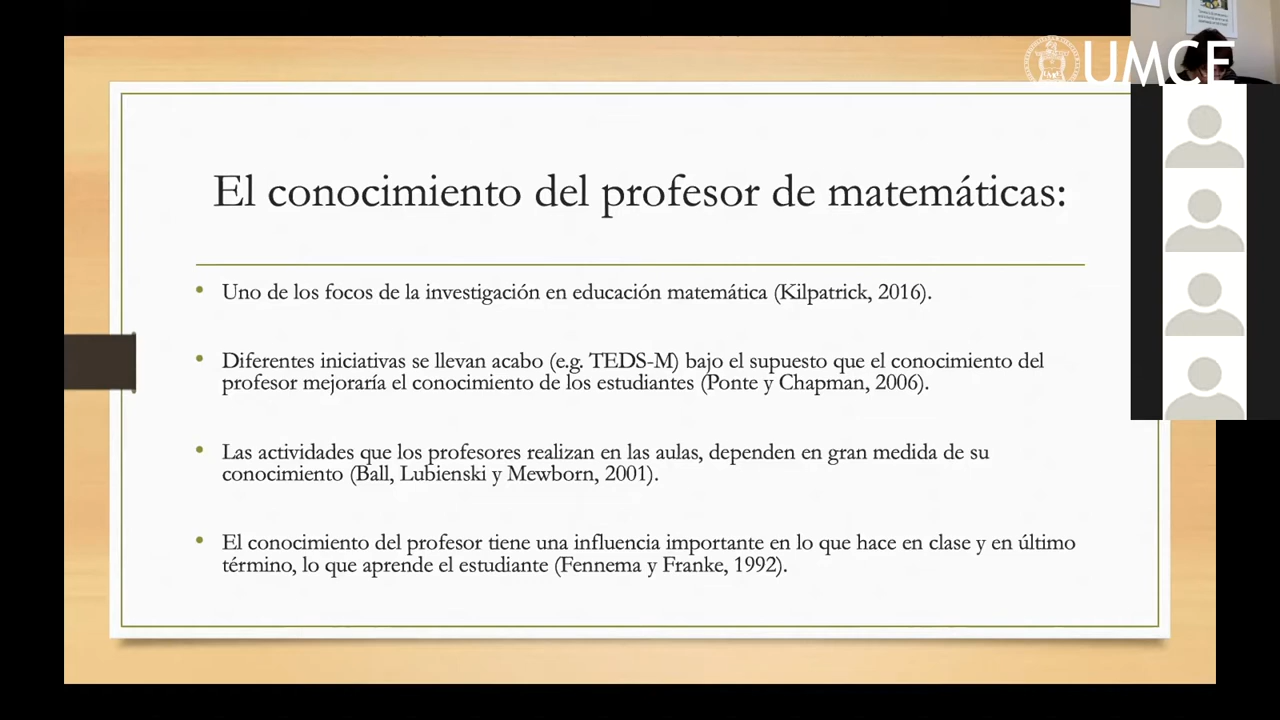 UMCE
El conocimiento del profesor de matemáticas:
• Uno de los focos de la investigación en educación matemática (Kilpatrick, 2016).
• Diferentes iniciativas se llevan acabo (e.g. TEDS-M) bajo el supuesto que el conocimiento del
profesor mejoraría el conocimiento de los estudiantes (Ponte y Chapman, 2006).
• Las actividades que los profesores realizan en las aulas, dependen en gran medida de su
conocimiento (Ball, Lubienski y Mewborn, 2001).
• El conocimiento del profesor tiene una influencia importante en lo que hace en clase y en último
término, lo que aprende el estudiante (Fennema y Franke, 1992).